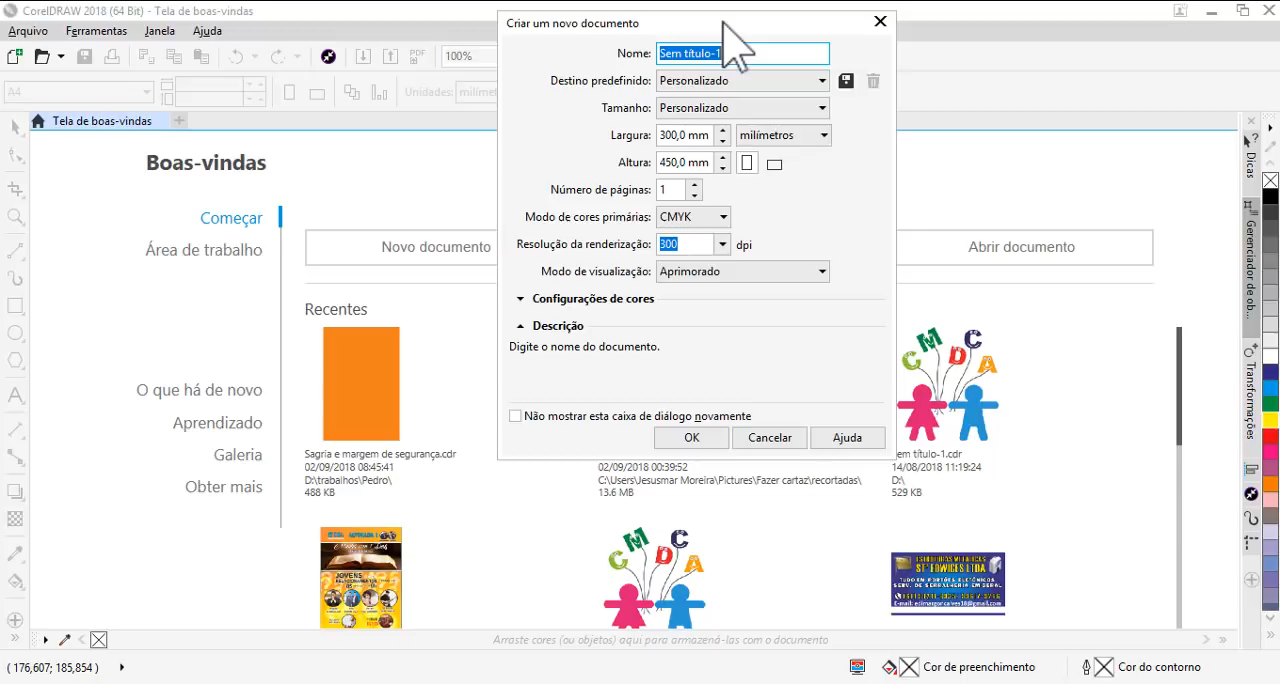 CorelDRAW 2018 (64 Bit) - Tela de boas-vindas
Arquivo Ferramentas Janela Ajuda
PDF 100%
A4 Unidades: milím
Tela de boas-vindas
Criar um novo documento
Nome: Sem título-1
Destino predefinido: Personalizado
Tamanho: Personalizado
Largura: 300,0 mm milímetros
Altura: 450,0 mm
Número de páginas: 1
Modo de cores primárias: CMYK
Resolução da renderização: 300 dpi
Modo de visualização: Aprimorado
Configurações de cores
Descrição
Digite o nome do documento.
Não mostrar esta caixa de diálogo novamente
OK Cancelar Ajuda
Boas-vindas
Começar
Área de trabalho
O que há de novo
Aprendizado
Galeria
Obter mais
Novo documento
Abrir documento
Recentes
Sagria e margem de segurança.cdr
02/09/2018 08:45:41
D:\trabalhos\Pedro\
488 KB
02/09/2018 00:39:52
C:\Users\Jesusmar Moreira\Pictures\Fazer cartaz\recortadas\
13.6 MB
CMDCA
em título-1.cdr
14/08/2018 11:19:24
D:\
529 KB
JOVENS
CMDCA
Dicas
Gerenciador de ob...
Transformações
Arraste cores (ou objetos) aqui para armazená-las com o documento
( 176,607; 185,854 )
Cor de preenchimento
Cor do contorno